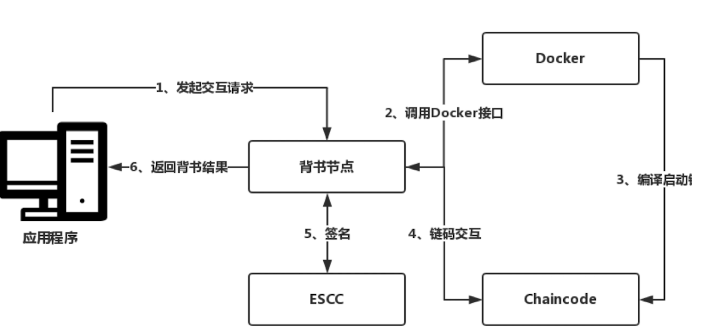 Docker
1、发起交互请求
2、调用Docker接口
背书节点
6、返回背书结果
3、编译启动
应用程序
5、签名
4、链码交互
ESCC
Chaincode